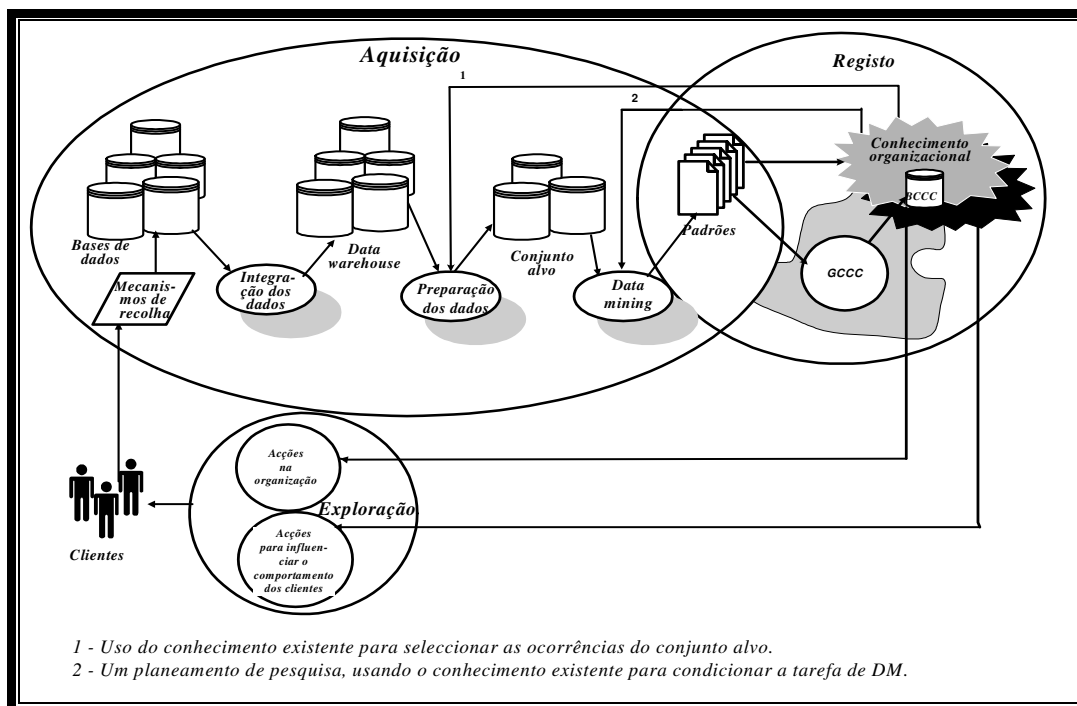 Aquisição
Registo
1
2
Conhecimento
organizacional
BCCC
Bases de
dados
Data
warehouse
Conjunto
alvo
Padrões
Mecanis-
mos de
recolha
Integra-
ção dos
dados
Preparação
dos dados
Data
mining
GCCC
Acções
na
organização
Exploração
Acções
para influen-
ciar o
comportamento
dos clientes
Clientes
1 - Uso do conhecimento existente para seleccionar as ocorrências do conjunto alvo.
2 - Um planeamento de pesquisa, usando o conhecimento existente para condicionar a tarefa de DM.